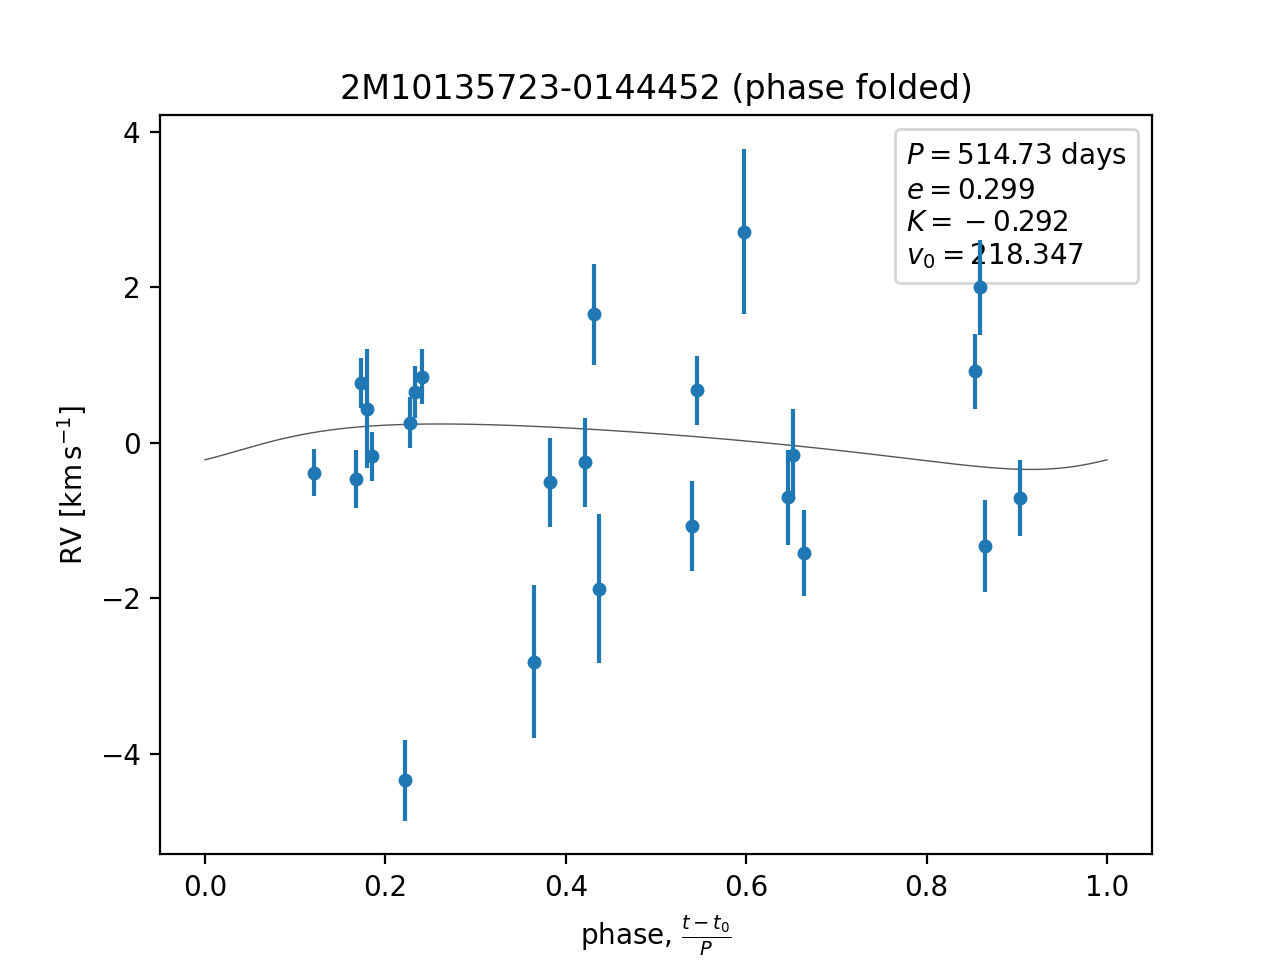 2M10135723-0144452 (phase folded)
P = 514.73 days
e = 0.299
K = −0.292
v₀ = 218.347
4
2
0
−2
−4
RV [km s⁻¹]
0.0 0.2 0.4 0.6 0.8 1.0
phase, (t − t₀)/P